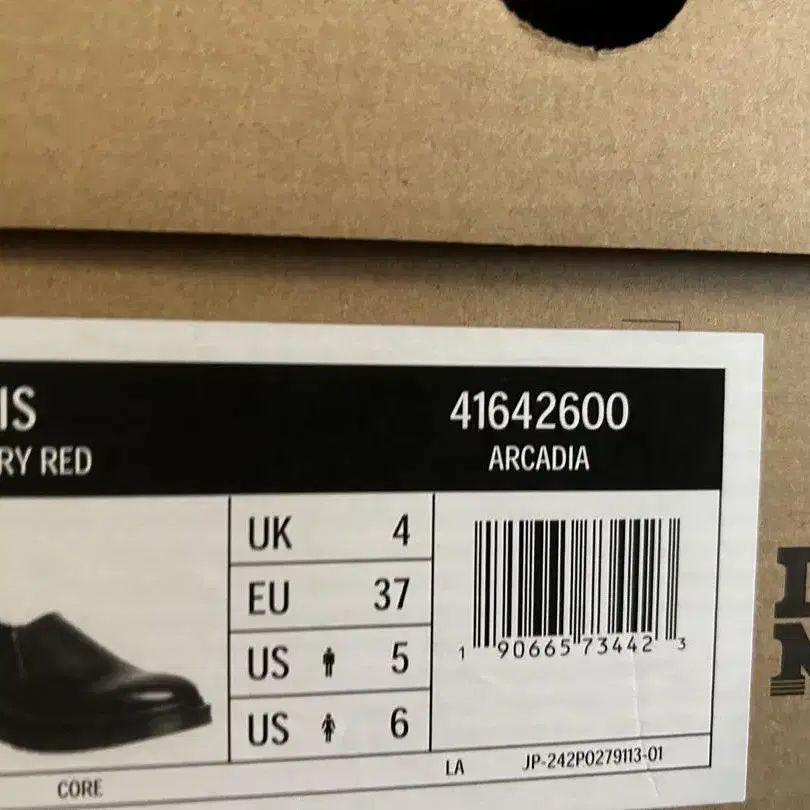 IS
RY RED
41642600
ARCADIA
UK 4
EU 37
US 5
US 6
1 90665 73442 3
LA
JP-242P0279113-01
CORE
D
N